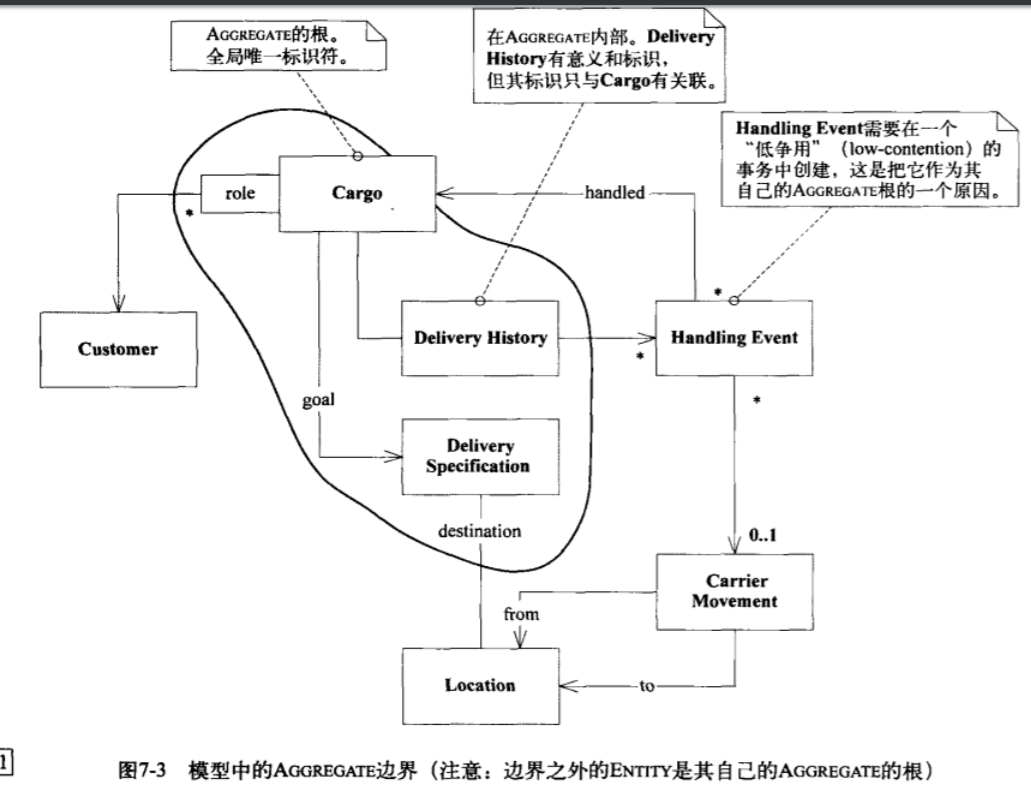 AGGREGATE的根。
全局唯一标识符。
在AGGREGATE内部。Delivery
History有意义和标识，
但其标识只与Cargo有关联。
Handling Event需要在一个
“低争用”（low-contention）的
事务中创建，这是把它作为其
自己的AGGREGATE根的一个原因。
role
*
Cargo
handled
*
Customer
Delivery History
*
Handling Event
*
goal
Delivery
Specification
destination
0..1
Carrier
Movement
from
Location
to
1
图7-3 模型中的AGGREGATE边界（注意：边界之外的ENTITY是其自己的AGGREGATE的根）